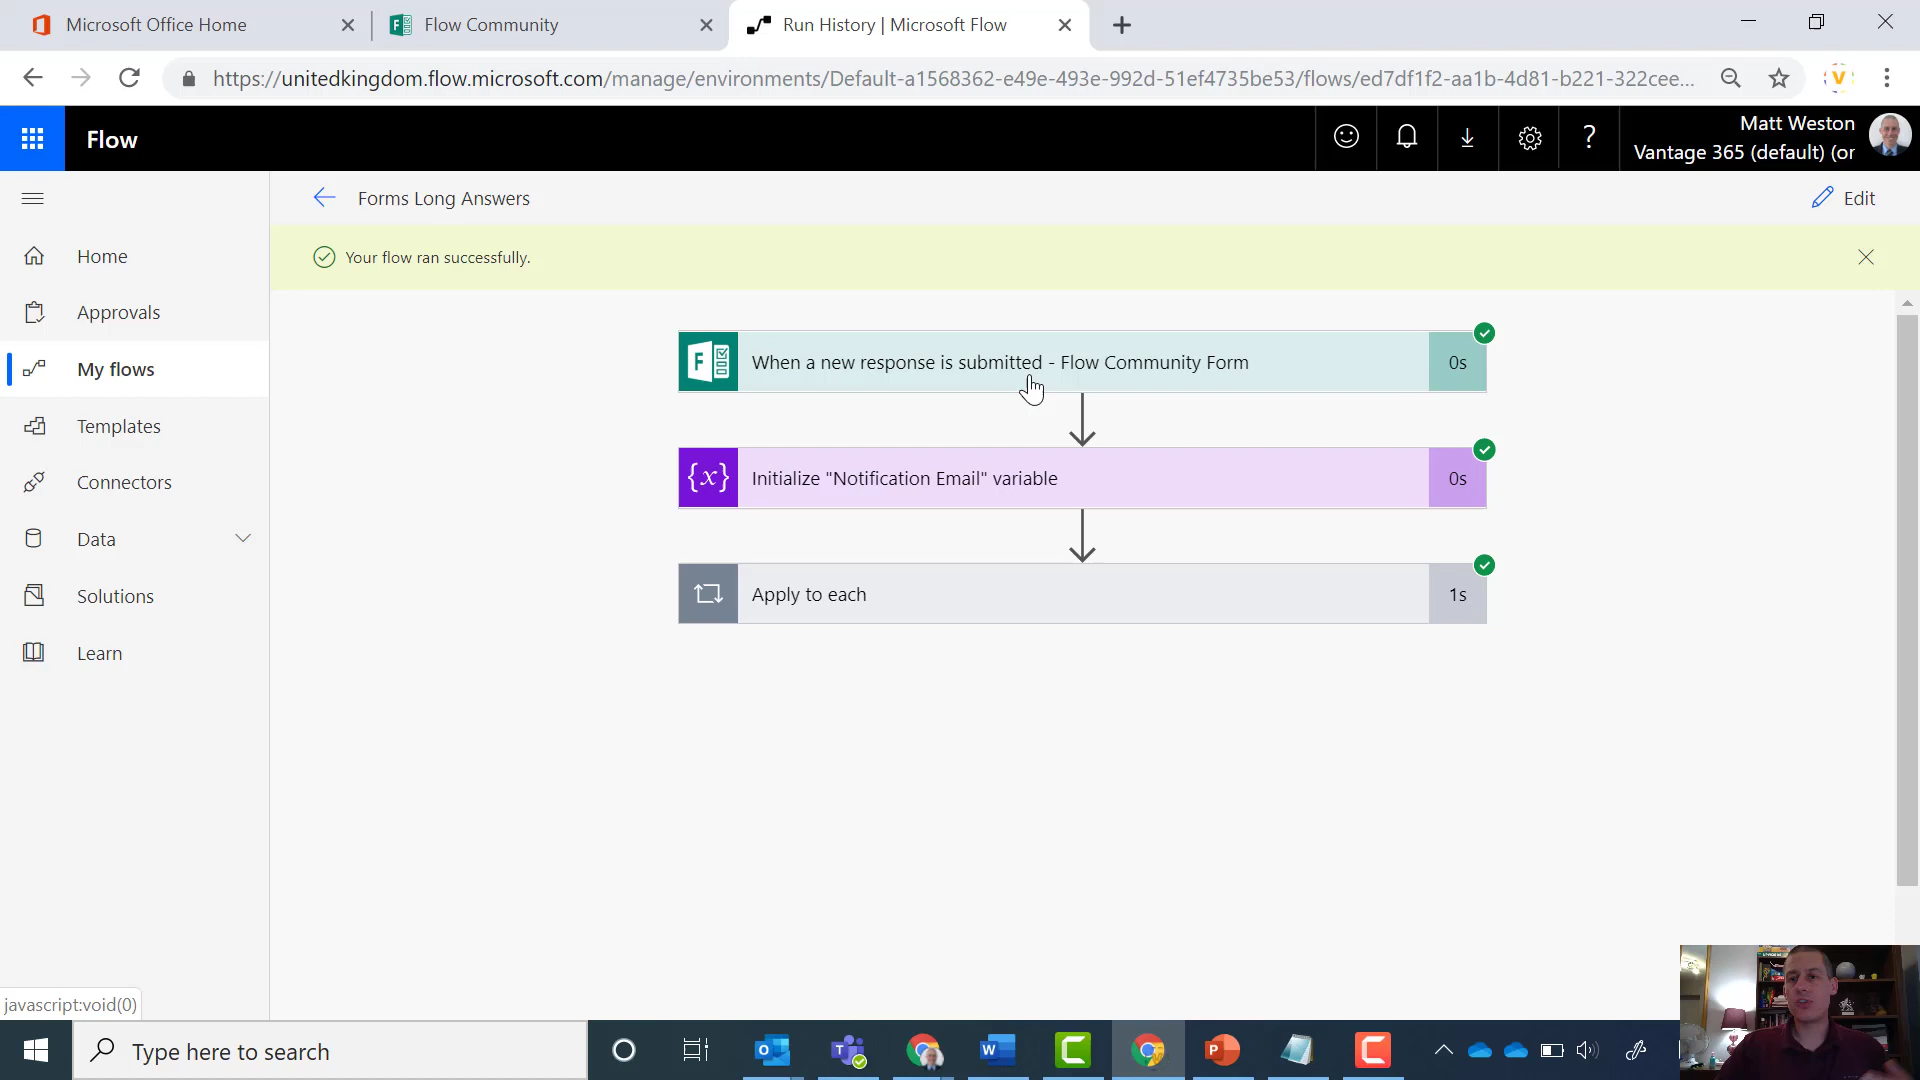 Microsoft Office Home
Flow Community
Run History | Microsoft Flow
https://unitedkingdom.flow.microsoft.com/manage/environments/Default-a1568362-e49e-493e-992d-51ef4735be53/flows/ed7df1f2-aa1b-4d81-b221-322cee...
Flow
Matt Weston
Vantage 365 (default) (or
Forms Long Answers
Edit
Your flow ran successfully.
Home
Approvals
My flows
Templates
Connectors
Data
Solutions
Learn
When a new response is submitted - Flow Community Form
0s
Initialize "Notification Email" variable
0s
Apply to each
1s
javascript:void(0)
Type here to search